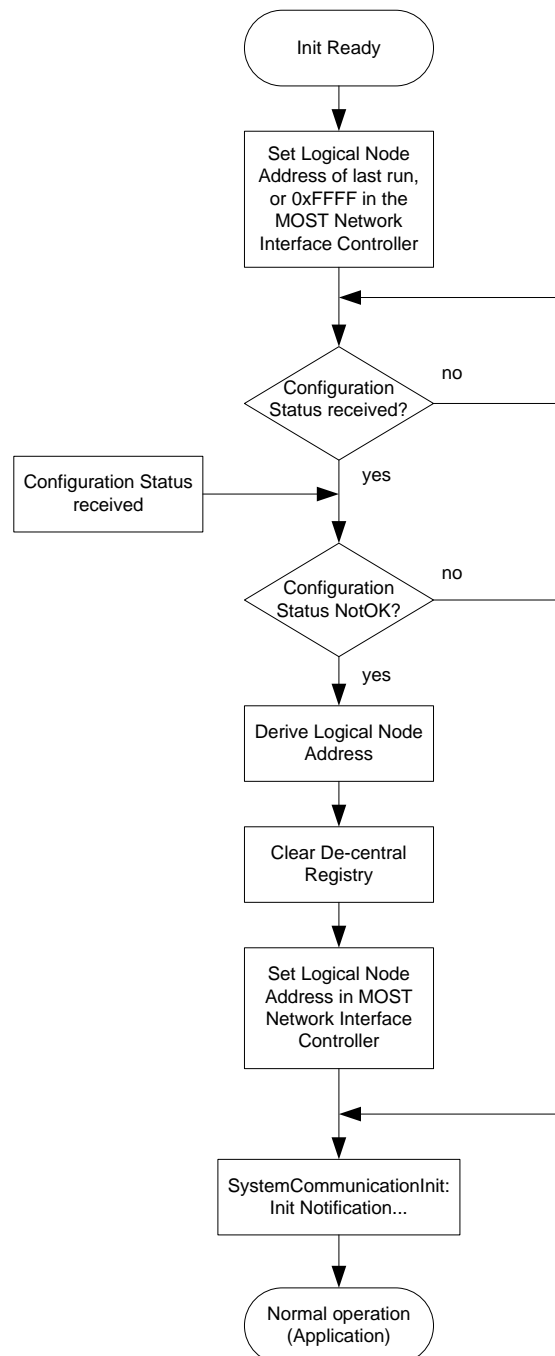 Init Ready
Set Logical Node
Address of last run,
or 0xFFFF in the
MOST Network
Interface Controller
Configuration
Status received?
no
yes
Configuration Status
received
Configuration
Status NotOK?
no
yes
Derive Logical Node
Address
Clear De-central
Registry
Set Logical Node
Address in MOST
Network Interface
Controller
SystemCommunicationInit:
Init Notification...
Normal operation
(Application)